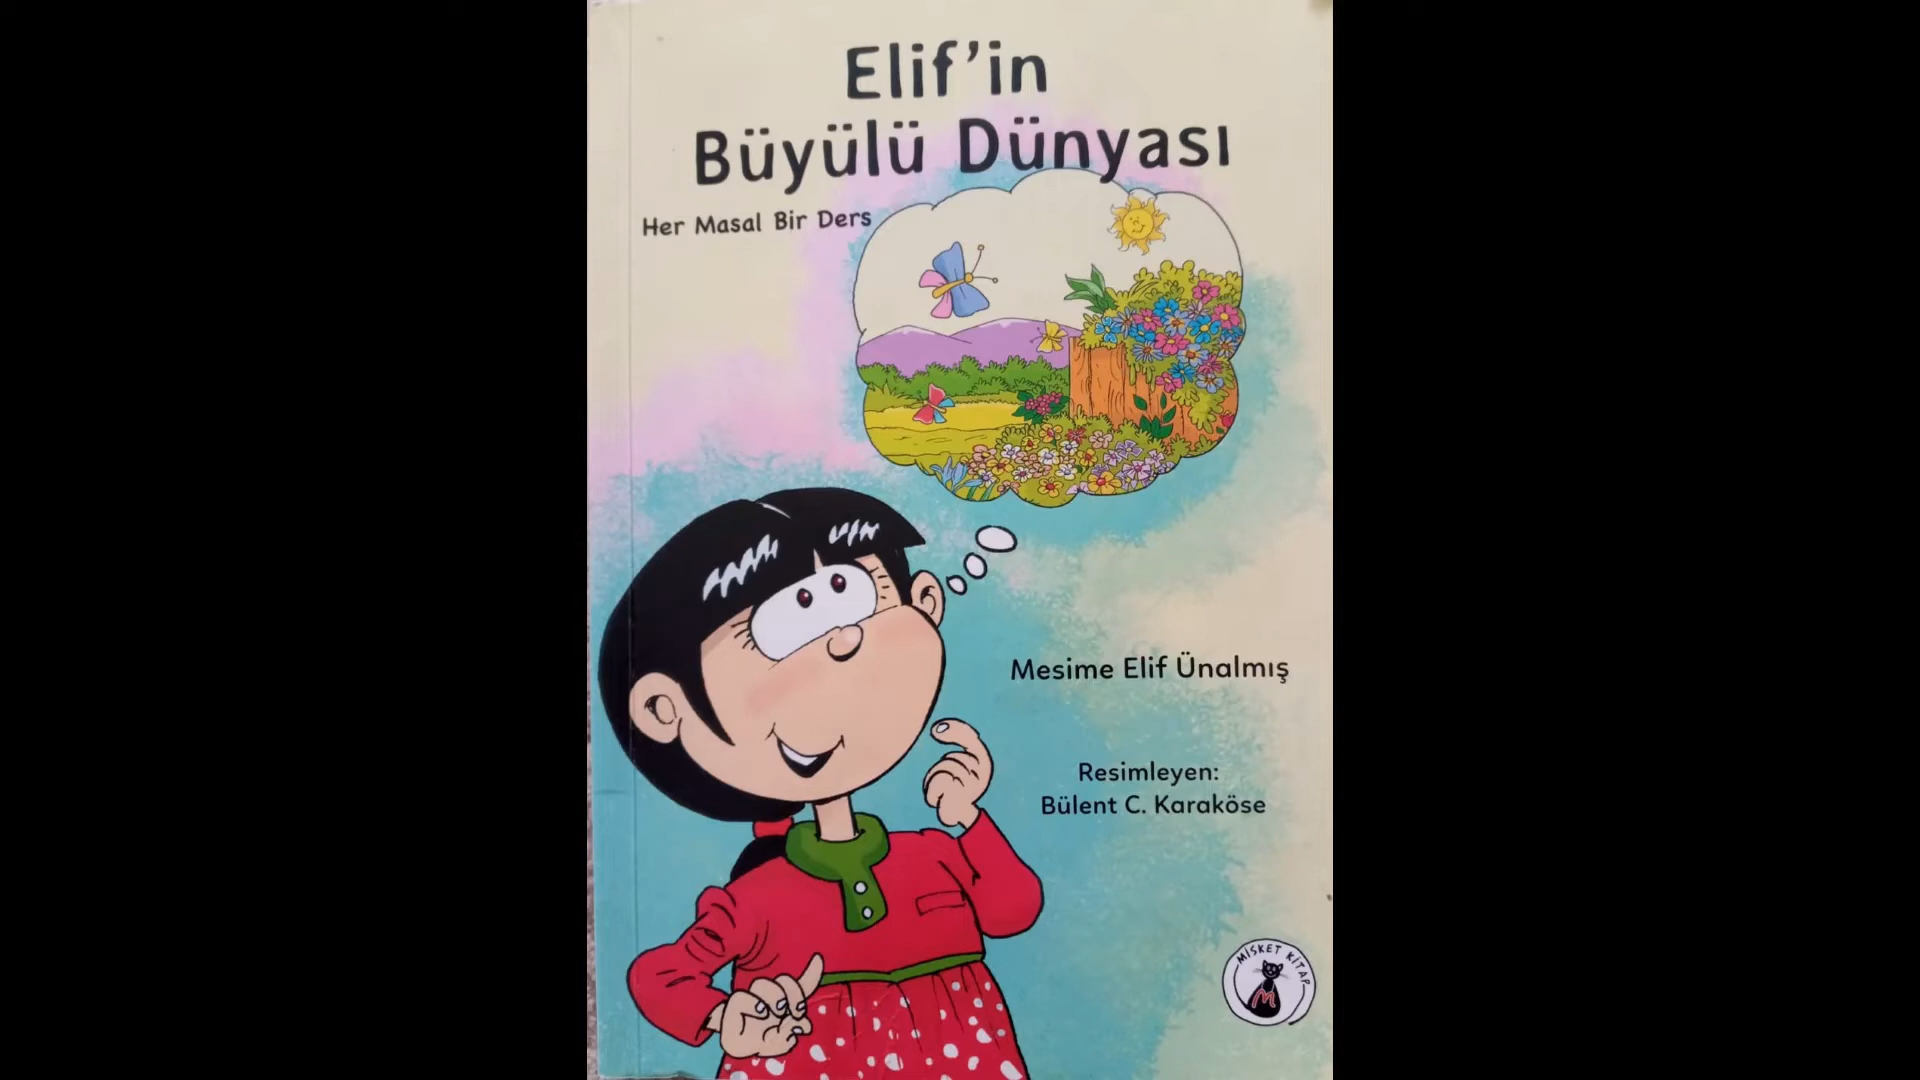 Elif'in
Büyülü Dünyası
Her Masal Bir Ders
Mesime Elif Ünalmış
Resimleyen:
Bülent C. Karaköse
MİSKET KİTAP
M